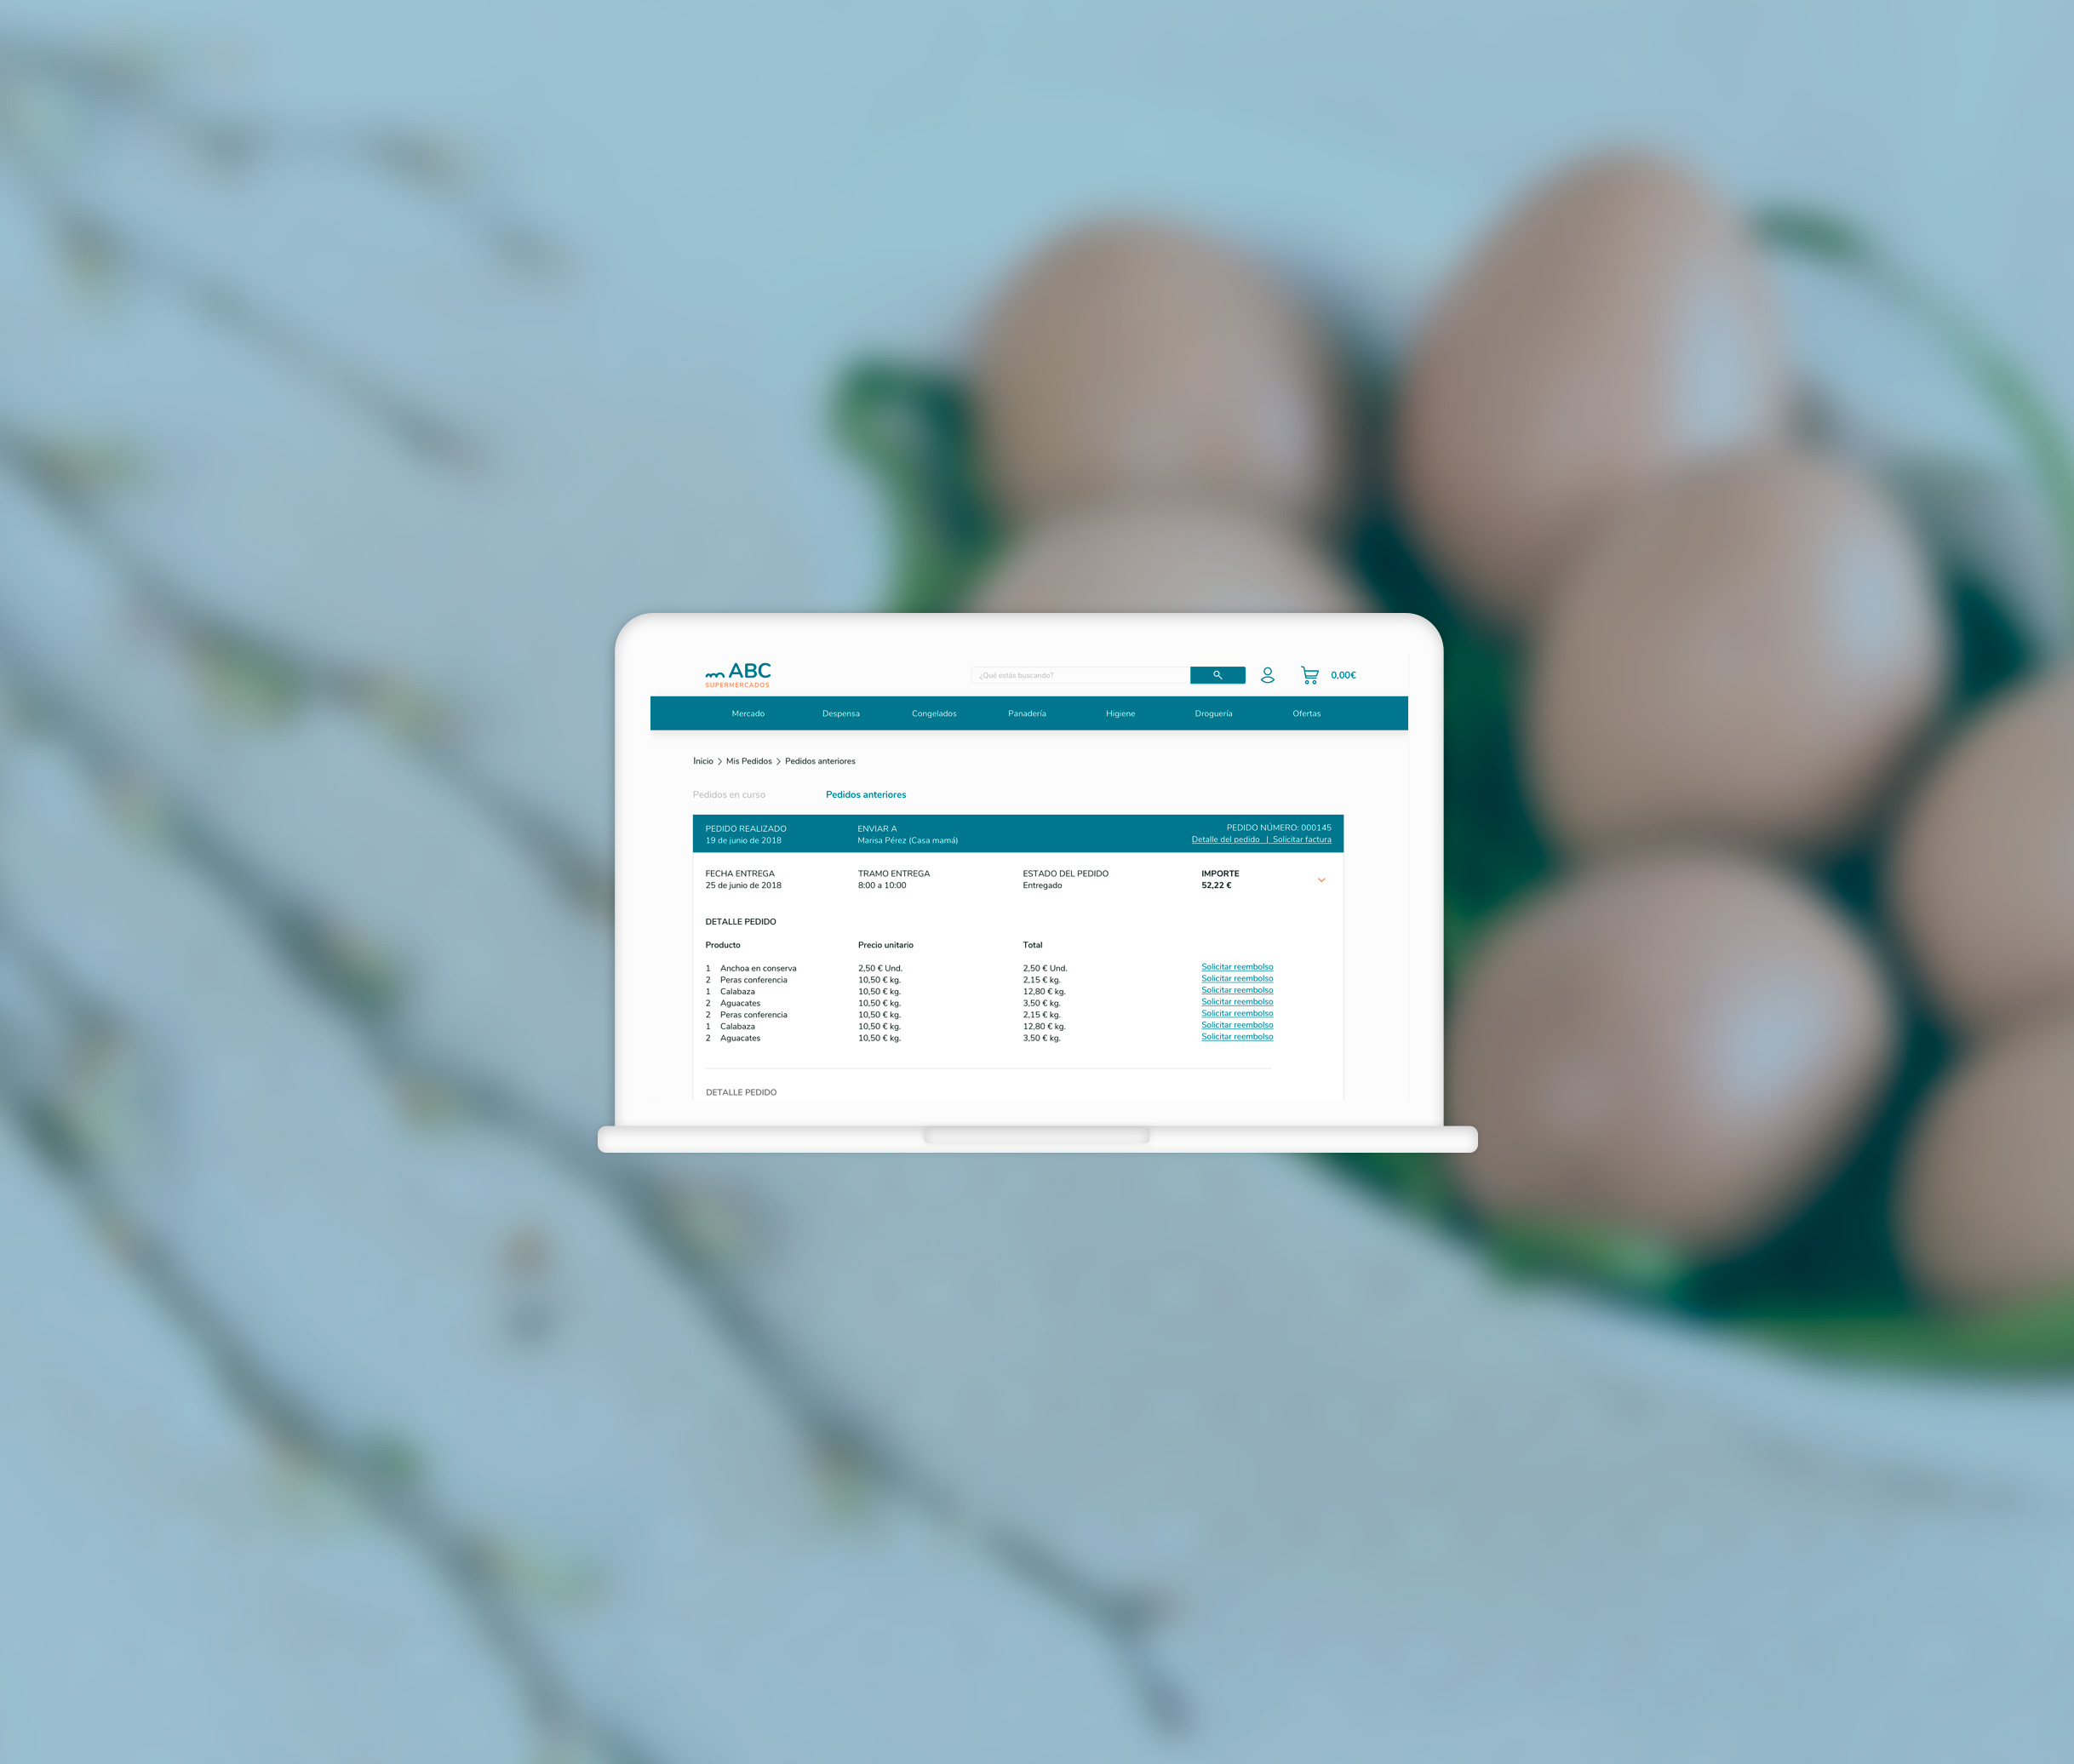 ABC
SUPERMERCADOS
¿Qué estás buscando?
0,00€
Mercado Despensa Congelados Panadería Higiene Droguería Ofertas
Inicio > Mis Pedidos > Pedidos anteriores
Pedidos en curso Pedidos anteriores
PEDIDO REALIZADO ENVIAR A PEDIDO NÚMERO: 000145
19 de junio de 2018 Marisa Pérez (Casa mamá) Detalle del pedido | Solicitar factura
FECHA ENTREGA TRAMO ENTREGA ESTADO DEL PEDIDO IMPORTE
25 de junio de 2018 8:00 a 10:00 Entregado 52,22 €
DETALLE PEDIDO
Producto Precio unitario Total
1 Anchoa en conserva 2,50 € Und. 2,50 € Und. Solicitar reembolso
2 Peras conferencia 10,50 € kg. 2,15 € kg. Solicitar reembolso
1 Calabaza 10,50 € kg. 12,80 € kg. Solicitar reembolso
2 Aguacates 10,50 € kg. 3,50 € kg. Solicitar reembolso
2 Peras conferencia 10,50 € kg. 2,15 € kg. Solicitar reembolso
1 Calabaza 10,50 € kg. 12,80 € kg. Solicitar reembolso
2 Aguacates 10,50 € kg. 3,50 € kg. Solicitar reembolso
DETALLE PEDIDO